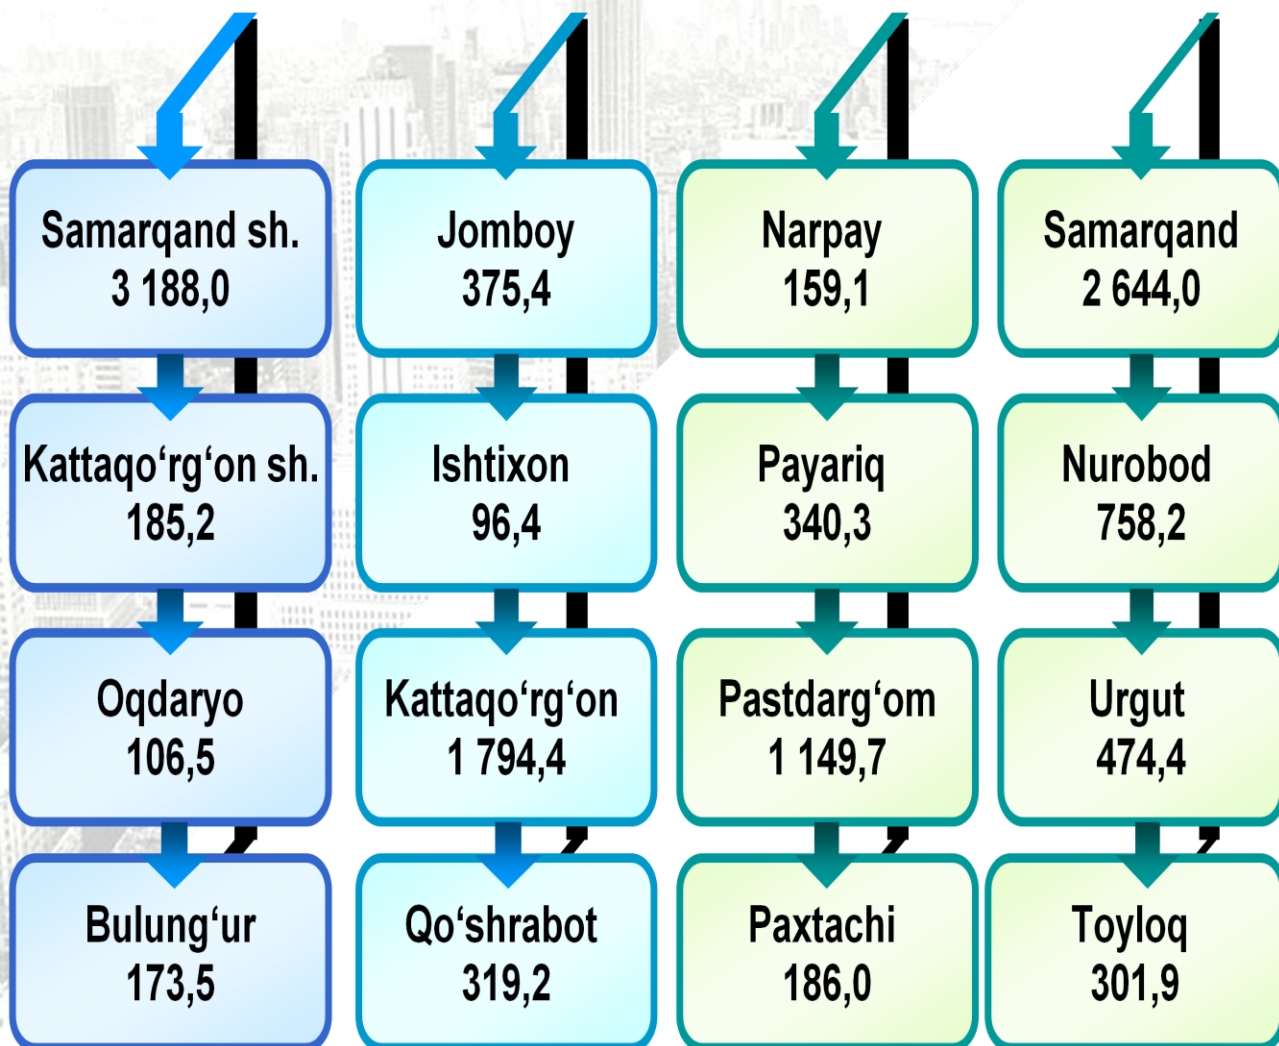 Samarqand sh.
3 188,0
Kattaqo‘rg‘on sh.
185,2
Oqdaryo
106,5
Bulung‘ur
173,5
Jomboy
375,4
Ishtixon
96,4
Kattaqo‘rg‘on
1 794,4
Qo‘shrabot
319,2
Narpay
159,1
Payariq
340,3
Pastdarg‘om
1 149,7
Paxtachi
186,0
Samarqand
2 644,0
Nurobod
758,2
Urgut
474,4
Toyloq
301,9